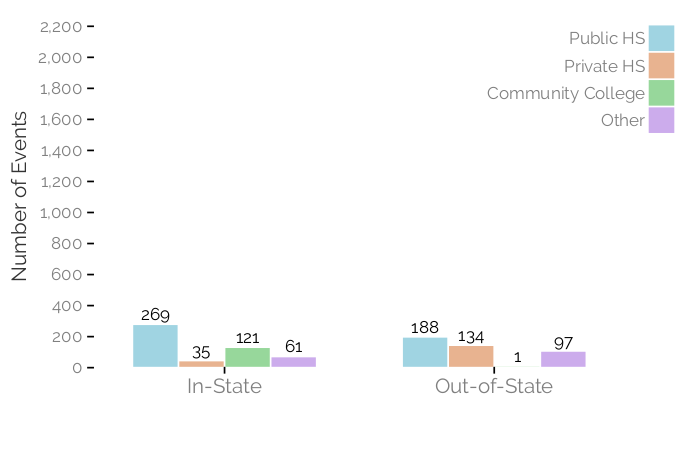 Number of Events
2,200
2,000
1,800
1,600
1,400
1,200
1,000
800
600
400
200
0
Public HS
Private HS
Community College
Other
269
35
121
61
188
134
1
97
In-State
Out-of-State